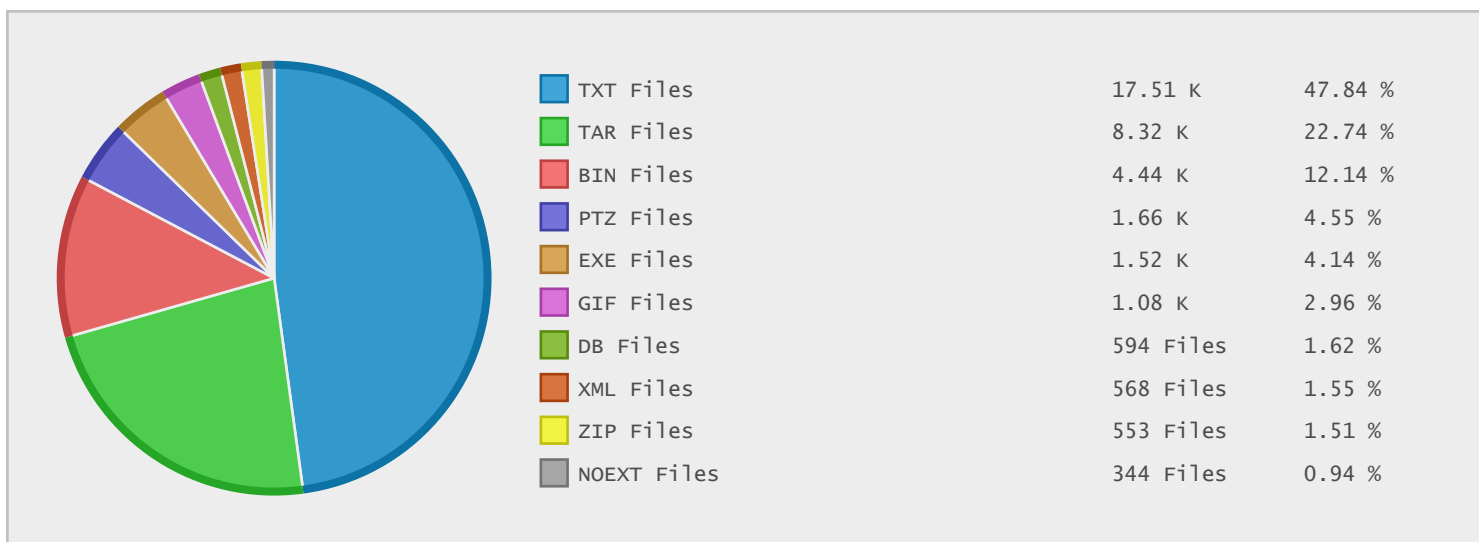 TXT Files 17.51 K 47.84 %
TAR Files 8.32 K 22.74 %
BIN Files 4.44 K 12.14 %
PTZ Files 1.66 K 4.55 %
EXE Files 1.52 K 4.14 %
GIF Files 1.08 K 2.96 %
DB Files 594 Files 1.62 %
XML Files 568 Files 1.55 %
ZIP Files 553 Files 1.51 %
NOEXT Files 344 Files 0.94 %